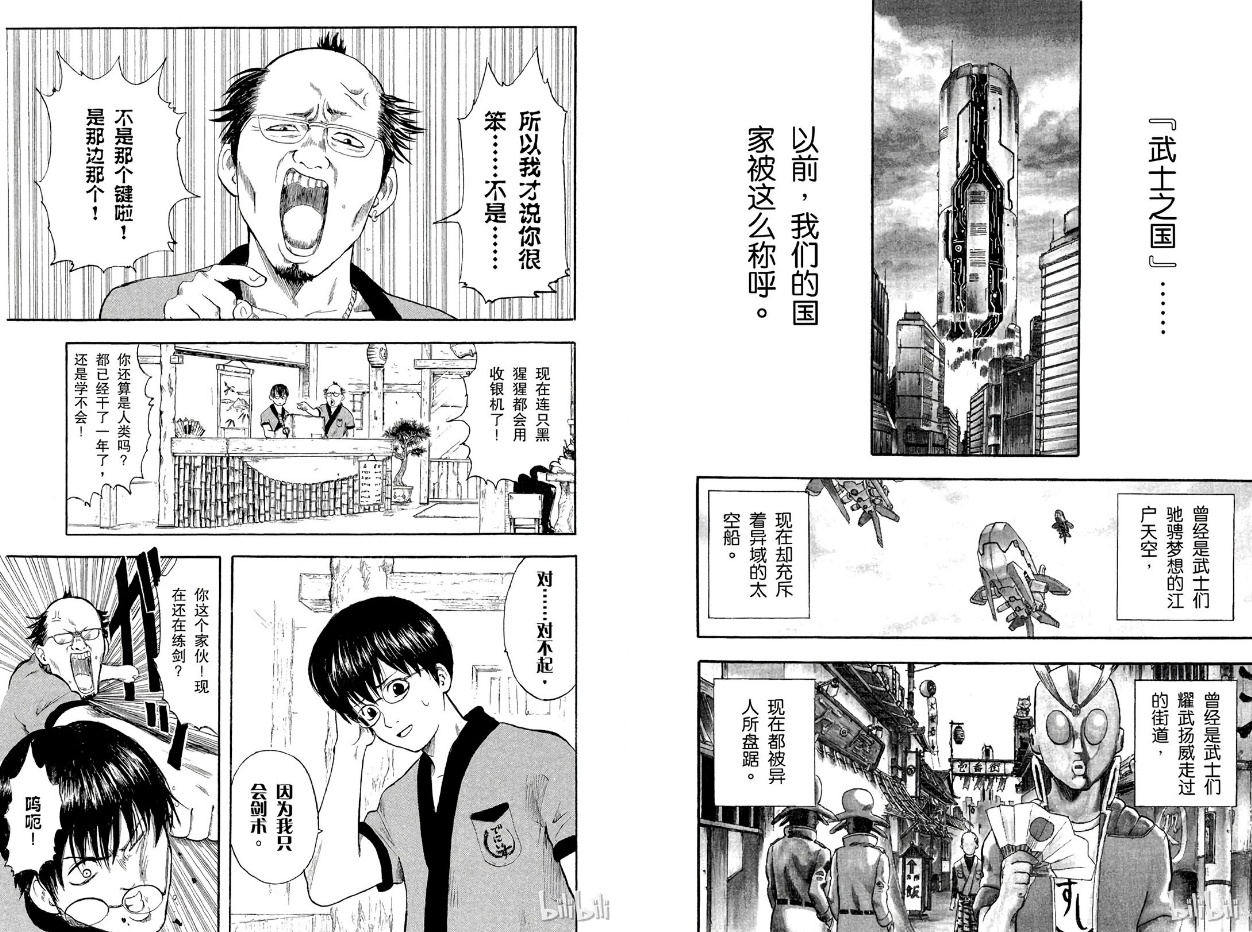 『武士之国』……
以前，我们的国
家被这么称呼。
曾经是武士们
驰骋梦想的江
户天空，
现在却充斥
着异域的太
空船。
曾经是武士们
耀武扬威走过
的街道，
现在都被异
人所盘踞。
飯
すし
所以我才说你很
笨……不是……
不是那个键啦！
是那边那个！
现在连只黑
猩猩都会用
收银机了！
你还算是人类吗？
都已经干了一年了，
还是学不会！
对……对不起．
因为我只
会剑术。
でにいす
你这个家伙！现
在还在练剑？
呜呃！
bilibili
bilibili